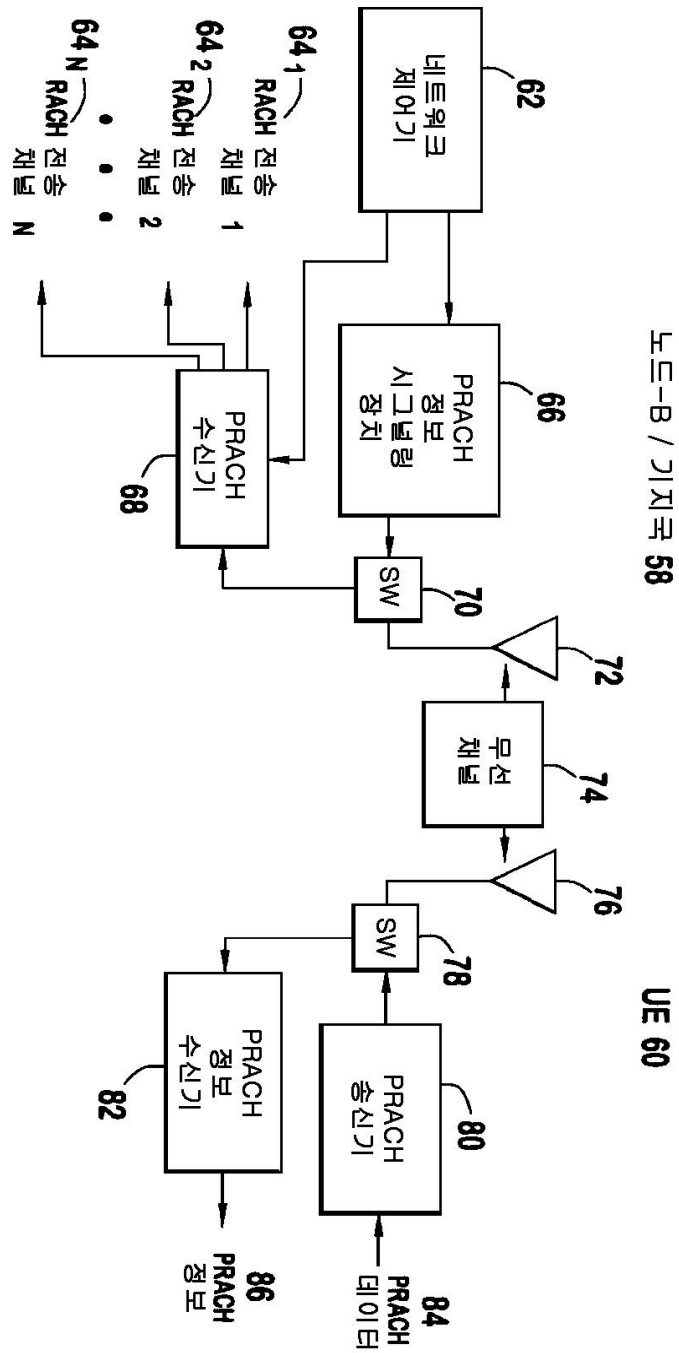 노드-B / 기지국 58
UE 60
62
네트워크
제어기
66
PRACH
정보
시그널링
장치
70
SW
72
74
무선
채널
76
78
SW
80
PRACH
송신기
84
PRACH
데이터
64₁
RACH 전송
채널 1
64₂
RACH 전송
채널 2
• • •
64 N
RACH 전송
채널 N
PRACH
수신기
68
PRACH
정보
수신기
82
86
PRACH
정보